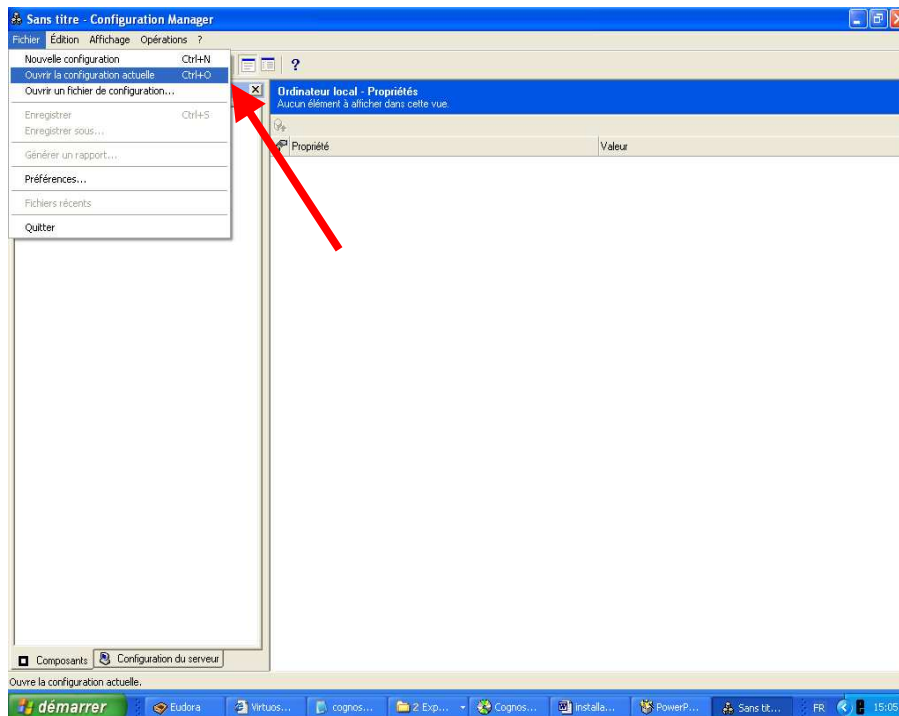 Sans titre - Configuration Manager
Fichier Édition Affichage Opérations ?
Nouvelle configuration Ctrl+N
Ouvrir la configuration actuelle Ctrl+O
Ouvrir un fichier de configuration...
Enregistrer Ctrl+S
Enregistrer sous...
Générer un rapport...
Préférences...
Fichiers récents
Quitter
?
Ordinateur local - Propriétés
Aucun élément à afficher dans cette vue.
Propriété Valeur
Composants Configuration du serveur
Ouvre la configuration actuelle.
démarrer Eudora Virtuos... cognos... 2 Exp... Cognos... installa... PowerP... Sans tit... FR 15:05